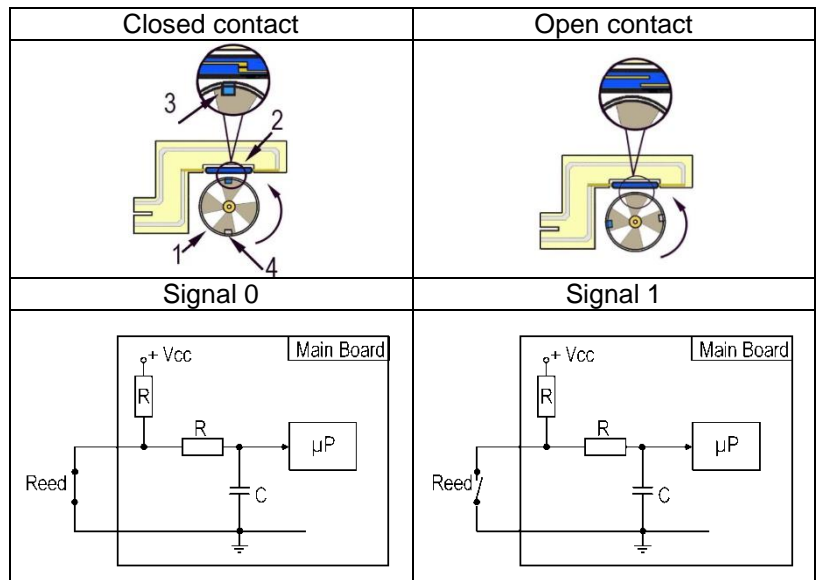 Closed contact
Open contact
3
2
1
4
Signal 0
Signal 1
+ Vcc
Main Board
R
R
µP
Reed
C
+ Vcc
Main Board
R
R
µP
Reed
C